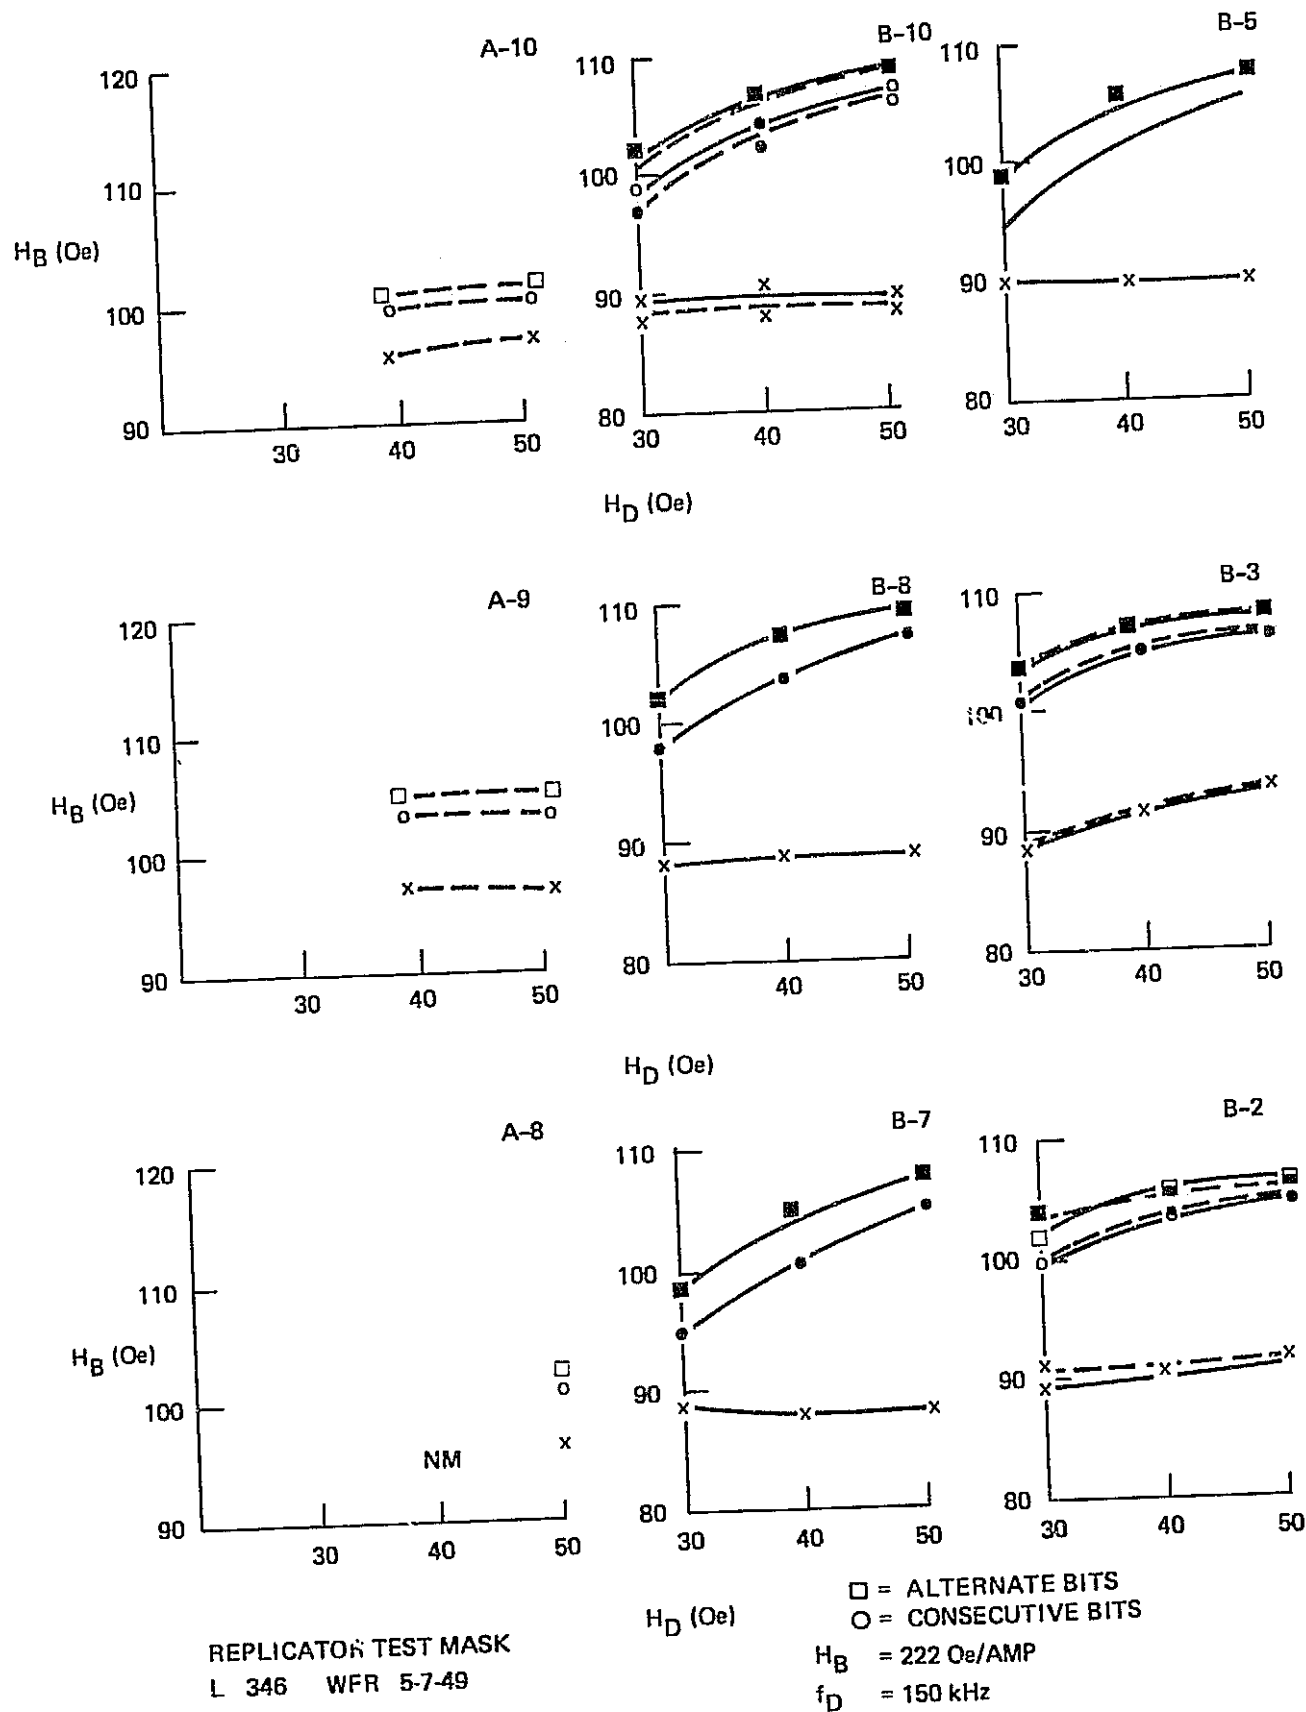 A-10
B-10
B-5
120
110
H_B (Oe)
100
90
30 40 50
110
100
90
80
30 40 50
110
100
90
80
30 40 50
H_D (Oe)
A-9
B-8
B-3
120
110
H_B (Oe)
100
90
30 40 50
110
100
90
80
30 40 50
110
100
90
80
30 40 50
H_D (Oe)
A-8
B-7
B-2
120
110
H_B (Oe)
100
90
NM
30 40 50
110
100
90
80
30 40 50
110
100
90
80
30 40 50
H_D (Oe)
□ = ALTERNATE BITS
○ = CONSECUTIVE BITS
H_B = 222 Oe/AMP
f_D = 150 kHz
REPLICATOR TEST MASK
L 346 WFR 5-7-49